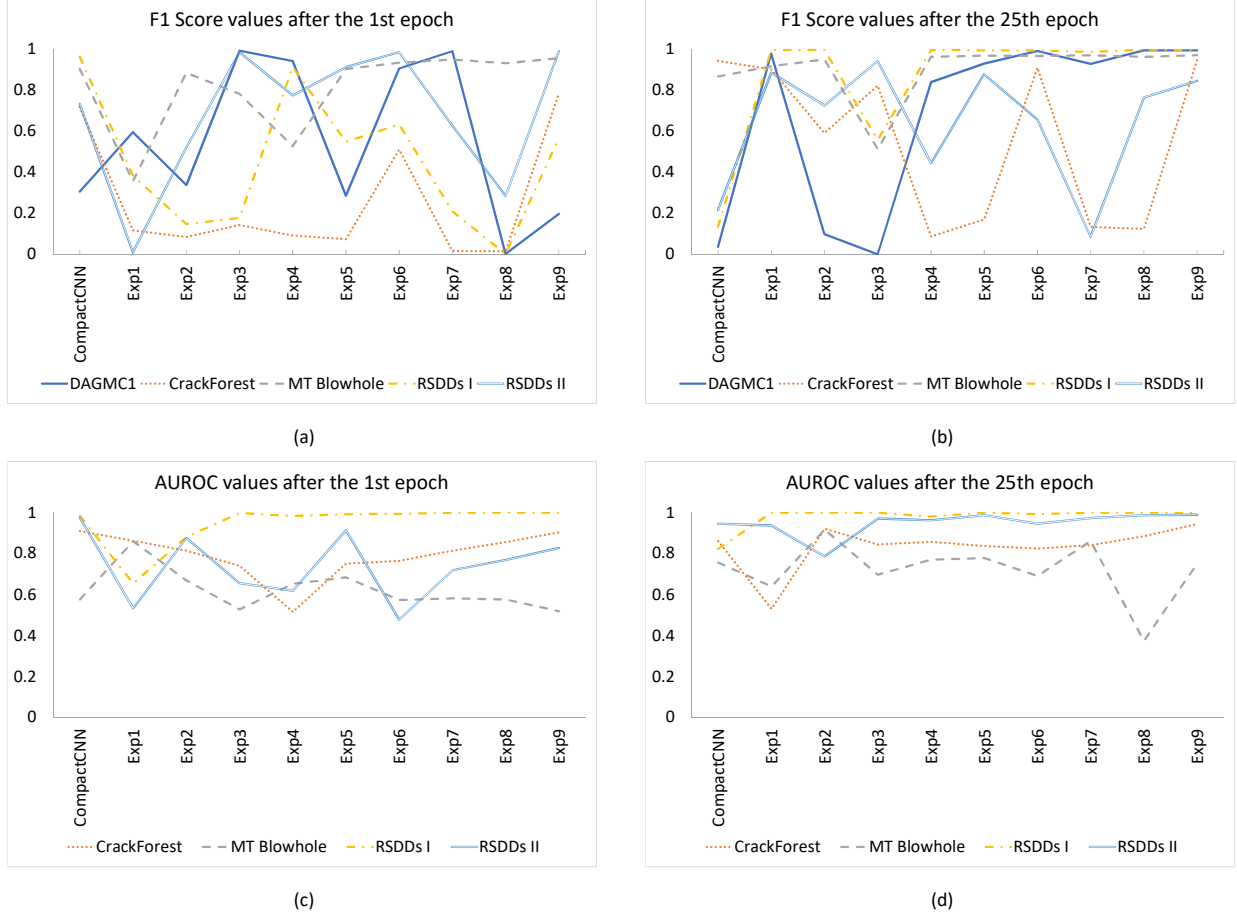 F1 Score values after the 1st epoch
1
0.8
0.6
0.4
0.2
0
CompactCNN
Exp1
Exp2
Exp3
Exp4
Exp5
Exp6
Exp7
Exp8
Exp9
DAGMC1 CrackForest MT Blowhole RSDDs I RSDDs II
(a)
F1 Score values after the 25th epoch
1
0.8
0.6
0.4
0.2
0
CompactCNN
Exp1
Exp2
Exp3
Exp4
Exp5
Exp6
Exp7
Exp8
Exp9
DAGMC1 CrackForest MT Blowhole RSDDs I RSDDs II
(b)
AUROC values after the 1st epoch
1
0.8
0.6
0.4
0.2
0
CompactCNN
Exp1
Exp2
Exp3
Exp4
Exp5
Exp6
Exp7
Exp8
Exp9
CrackForest MT Blowhole RSDDs I RSDDs II
(c)
AUROC values after the 25th epoch
1
0.8
0.6
0.4
0.2
0
CompactCNN
Exp1
Exp2
Exp3
Exp4
Exp5
Exp6
Exp7
Exp8
Exp9
CrackForest MT Blowhole RSDDs I RSDDs II
(d)